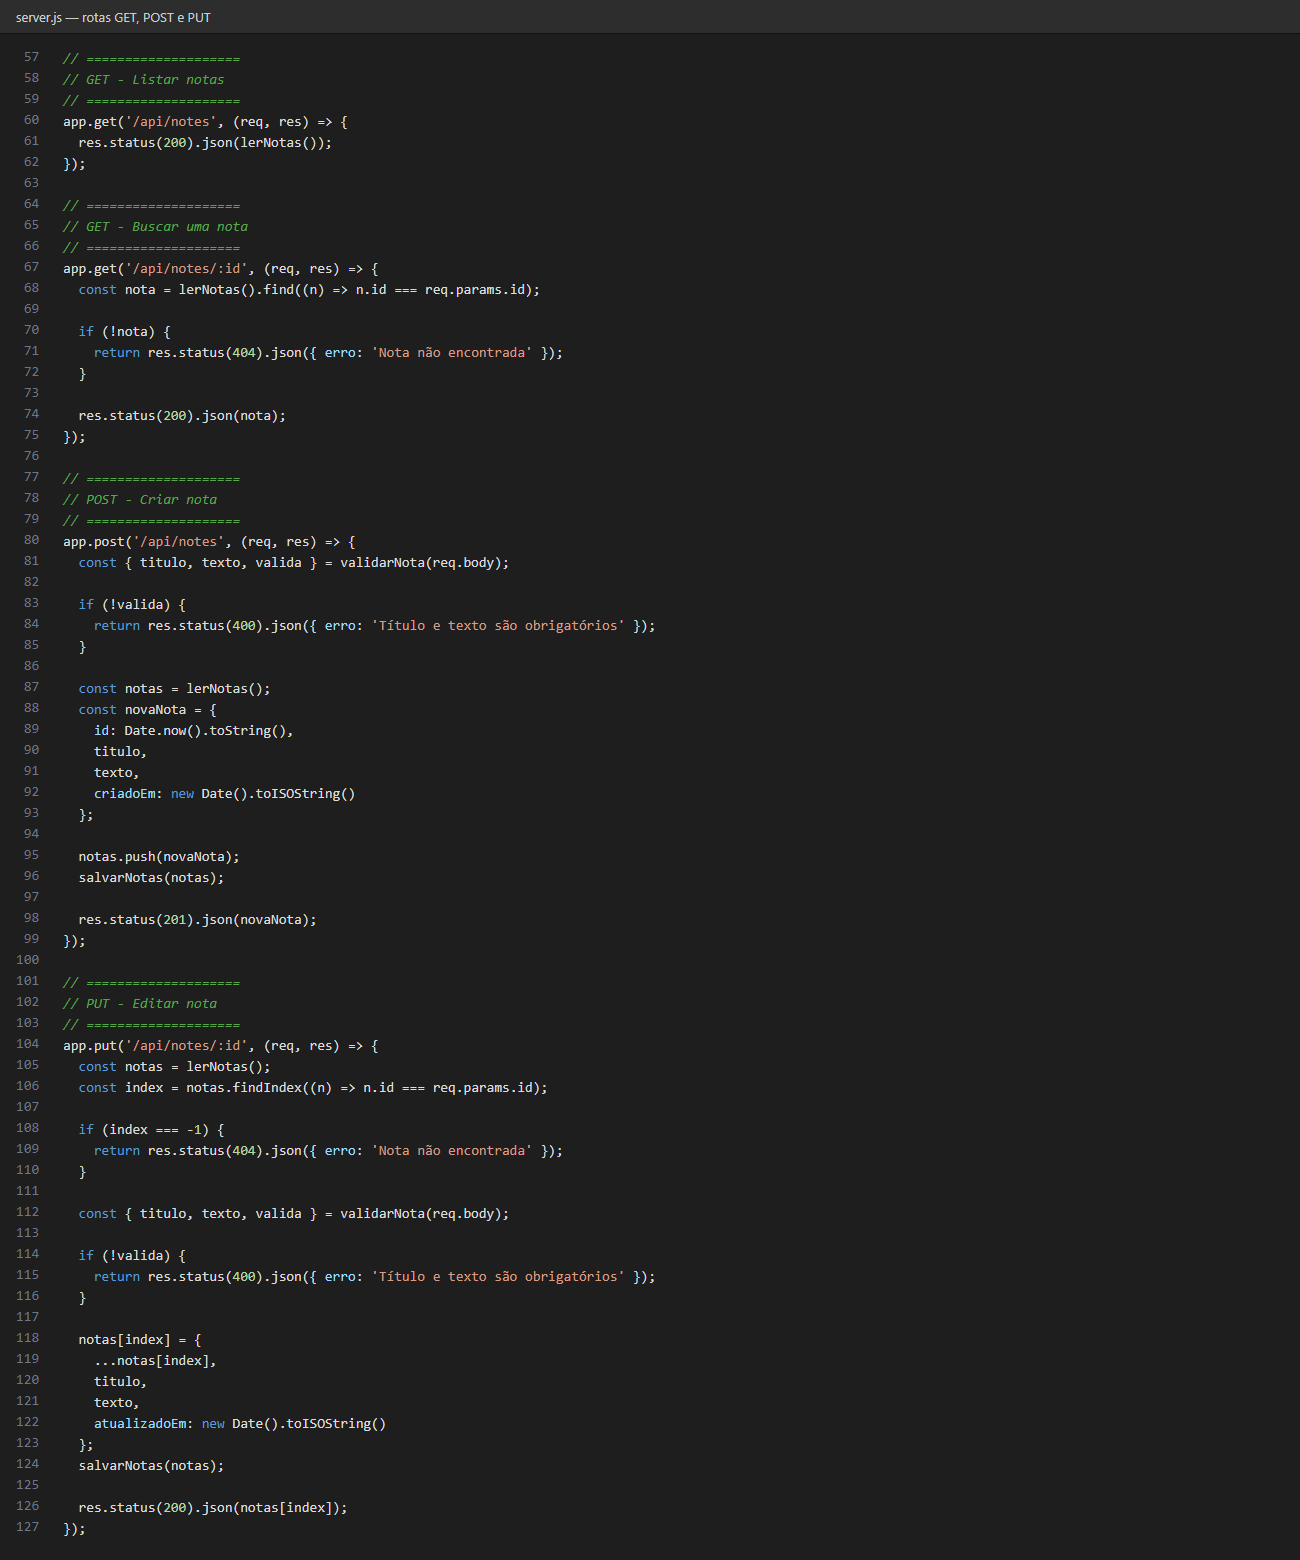 server.js — rotas GET, POST e PUT
57 // ====================
58 // GET - Listar notas
59 // ====================
60 app.get('/api/notes', (req, res) => {
61   res.status(200).json(lerNotas());
62 });
63
64 // ====================
65 // GET - Buscar uma nota
66 // ====================
67 app.get('/api/notes/:id', (req, res) => {
68   const nota = lerNotas().find((n) => n.id === req.params.id);
69
70   if (!nota) {
71     return res.status(404).json({ erro: 'Nota não encontrada' });
72   }
73
74   res.status(200).json(nota);
75 });
76
77 // ====================
78 // POST - Criar nota
79 // ====================
80 app.post('/api/notes', (req, res) => {
81   const { titulo, texto, valida } = validarNota(req.body);
82
83   if (!valida) {
84     return res.status(400).json({ erro: 'Título e texto são obrigatórios' });
85   }
86
87   const notas = lerNotas();
88   const novaNota = {
89     id: Date.now().toString(),
90     titulo,
91     texto,
92     criadoEm: new Date().toISOString()
93   };
94
95   notas.push(novaNota);
96   salvarNotas(notas);
97
98   res.status(201).json(novaNota);
99 });
100
101 // ====================
102 // PUT - Editar nota
103 // ====================
104 app.put('/api/notes/:id', (req, res) => {
105   const notas = lerNotas();
106   const index = notas.findIndex((n) => n.id === req.params.id);
107
108   if (index === -1) {
109     return res.status(404).json({ erro: 'Nota não encontrada' });
110   }
111
112   const { titulo, texto, valida } = validarNota(req.body);
113
114   if (!valida) {
115     return res.status(400).json({ erro: 'Título e texto são obrigatórios' });
116   }
117
118   notas[index] = {
119     ...notas[index],
120     titulo,
121     texto,
122     atualizadoEm: new Date().toISOString()
123   };
124   salvarNotas(notas);
125
126   res.status(200).json(notas[index]);
127 });